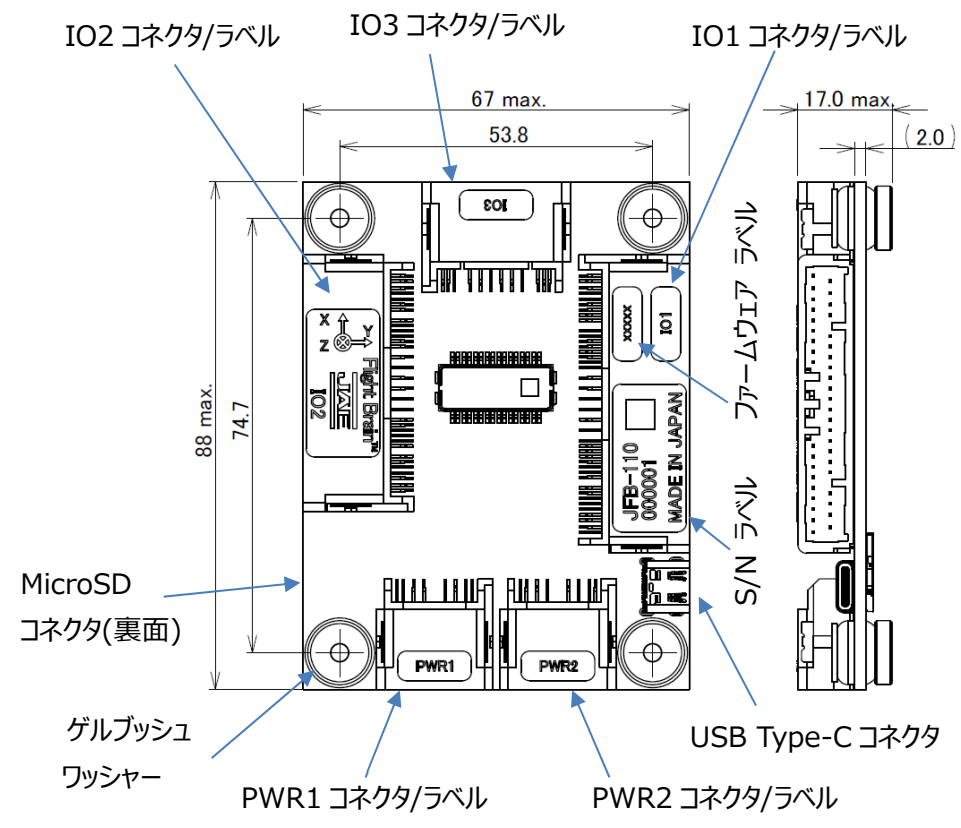 IO2 コネクタ/ラベル
IO3 コネクタ/ラベル
IO1 コネクタ/ラベル
67 max.
17.0 max.
53.8
(2.0)
IO3
ファームウェア ラベル
XXXXXX
IO1
X
Y
Z
Flight Brain™
JAE
IO2
88 max.
74.7
JFB-110
000001
MADE IN JAPAN
S/N ラベル
MicroSD
コネクタ(裏面)
PWR1
PWR2
ゲルブッシュ
ワッシャー
USB Type-C コネクタ
PWR1 コネクタ/ラベル
PWR2 コネクタ/ラベル